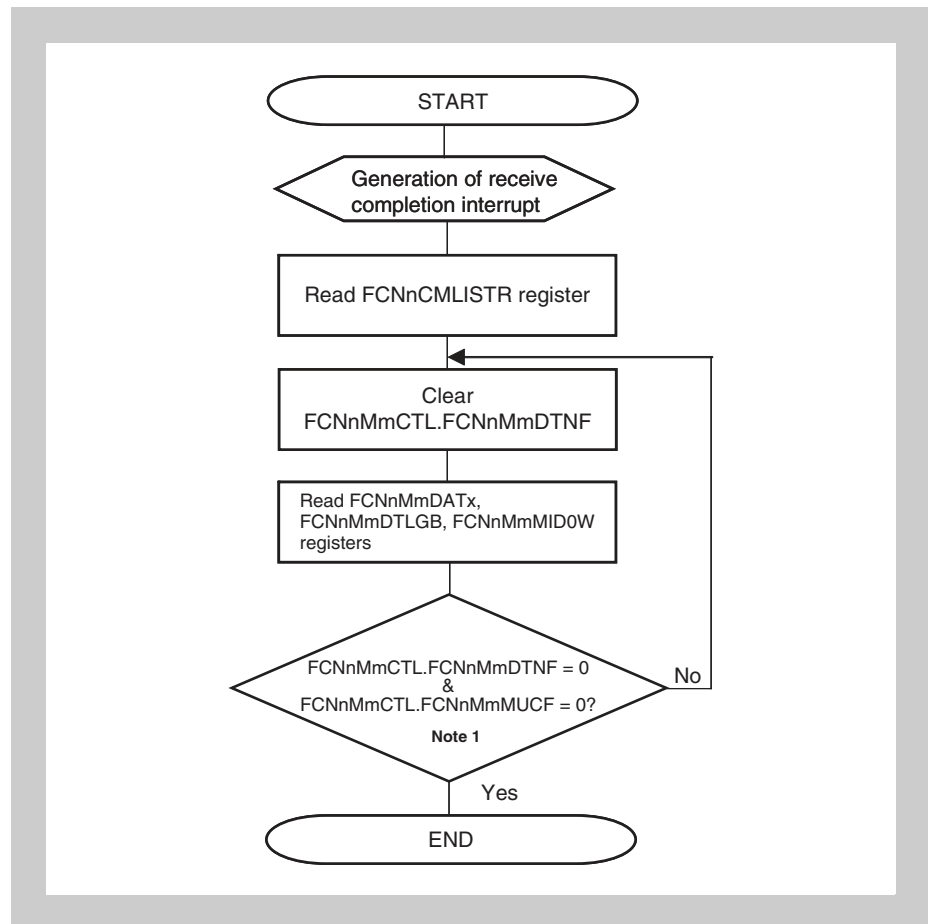 START
Generation of receive
completion interrupt
Read FCNnCMLISTR register
Clear
FCNnMmCTL.FCNnMmDTNF
Read FCNnMmDATx,
FCNnMmDTLGB, FCNnMmMID0W
registers
FCNnMmCTL.FCNnMmDTNF = 0
&
FCNnMmCTL.FCNnMmMUCF = 0?
Note 1
No
Yes
END